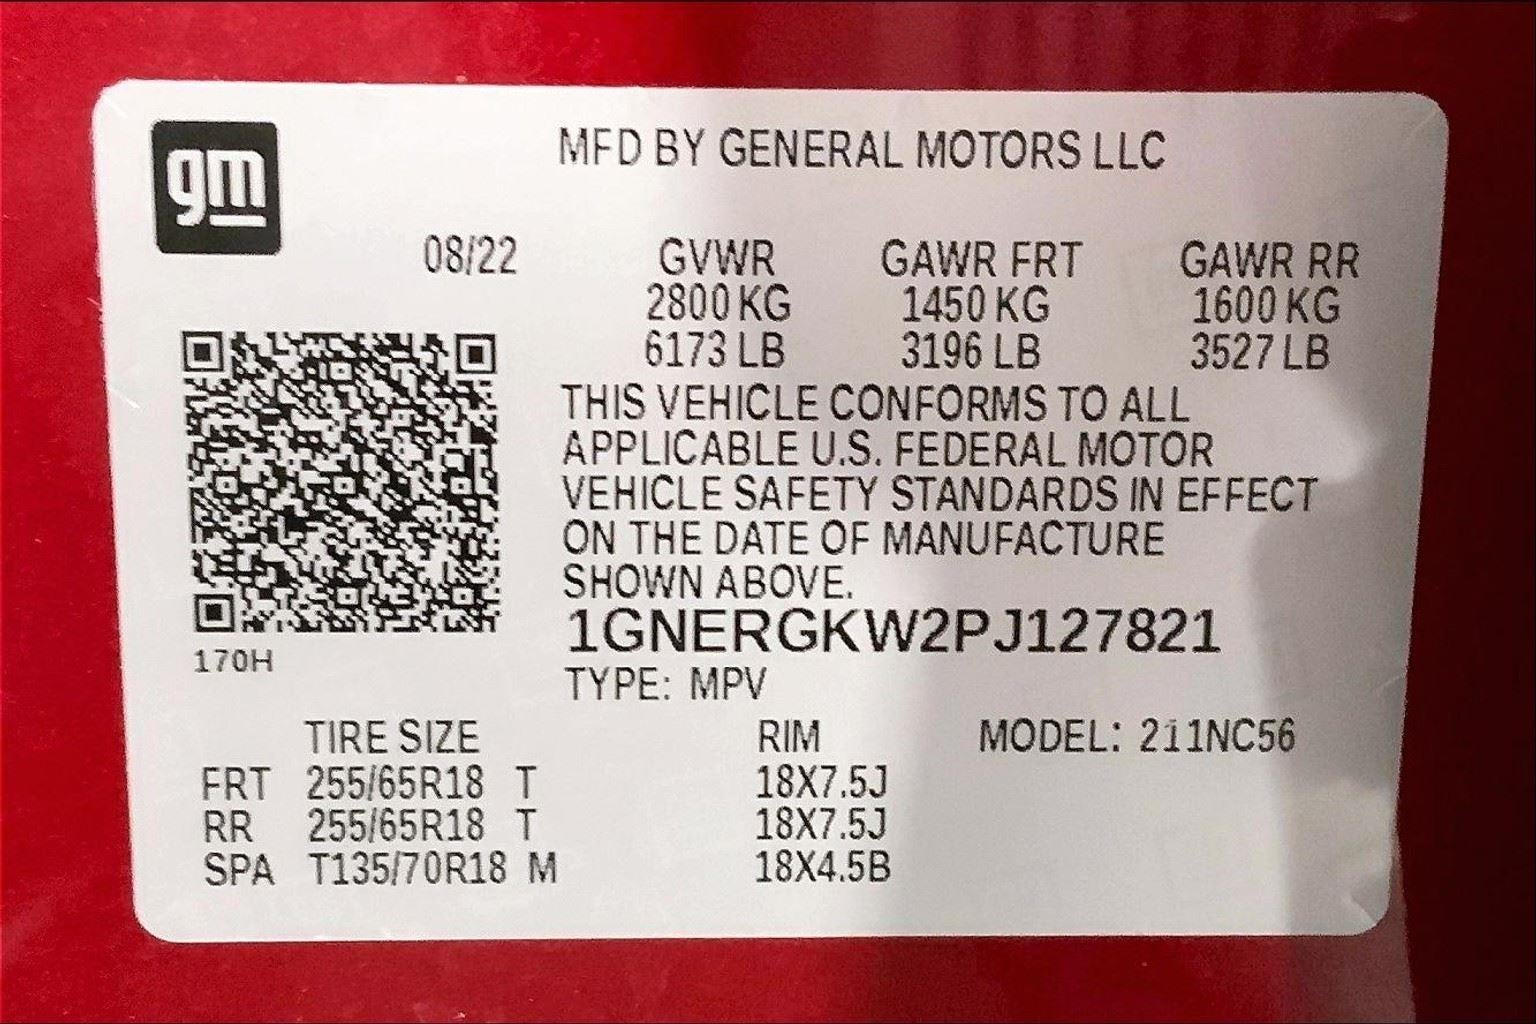 gm
MFD BY GENERAL MOTORS LLC
08/22 GVWR GAWR FRT GAWR RR
2800 KG 1450 KG 1600 KG
6173 LB 3196 LB 3527 LB
THIS VEHICLE CONFORMS TO ALL
APPLICABLE U.S. FEDERAL MOTOR
VEHICLE SAFETY STANDARDS IN EFFECT
ON THE DATE OF MANUFACTURE
SHOWN ABOVE.
1GNERGKW2PJ127821
170H
TYPE: MPV
TIRE SIZE RIM MODEL: 211NC56
FRT 255/65R18 T 18X7.5J
RR 255/65R18 T 18X7.5J
SPA T135/70R18 M 18X4.5B